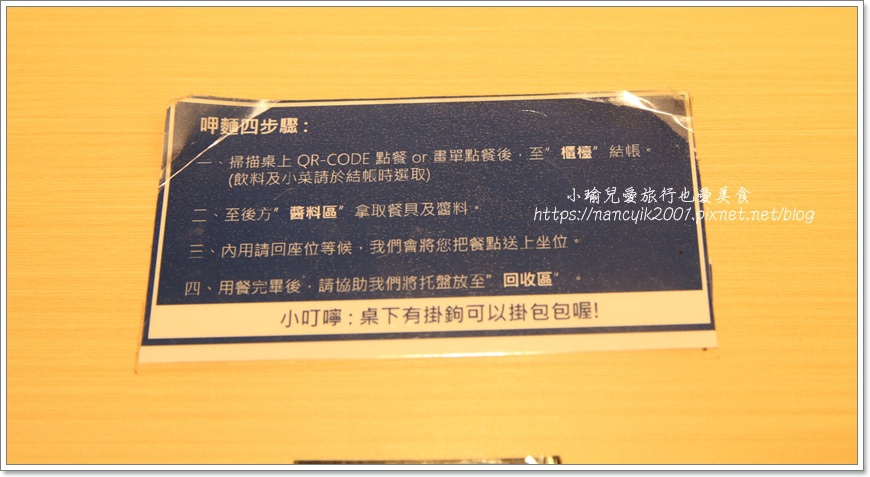 呷麵四步驟：
一、掃描桌上 QR-CODE 點餐 or 畫單點餐後，至”櫃檯”結帳。
(飲料及小菜請於結帳時選取)
二、至後方”醬料區”拿取餐具及醬料。
三、內用請回座位等候，我們會將您把餐點送上坐位。
四、用餐完畢後，請協助我們將托盤放至”回收區”。
小叮嚀：桌下有掛鉤可以掛包包喔!
小瑜兒愛旅行也愛美食
https://nancyik2001.pixnet.net/blog